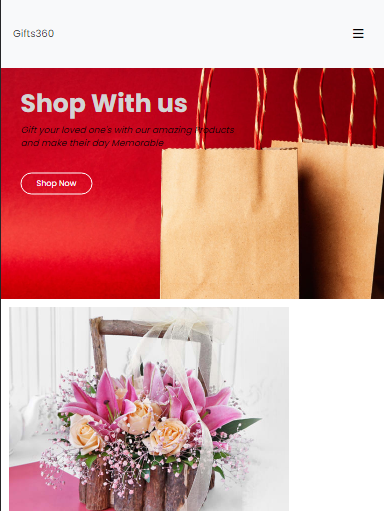 Gifts360
Shop With us
Gift your loved one's with our amazing Products
and make their day Memorable
Shop Now